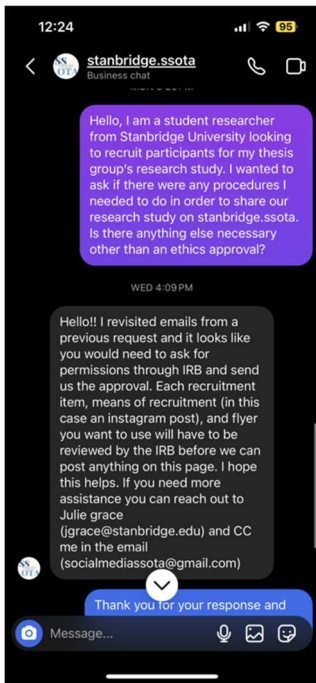 12:24
95
stanbridge.ssota
Business chat
Hello, I am a student researcher
from Stanbridge University looking
to recruit participants for my thesis
group's research study. I wanted to
ask if there were any procedures I
needed to do in order to share our
research study on stanbridge.ssota.
Is there anything else necessary
other than an ethics approval?
WED 4:09 PM
Hello!! I revisited emails from a
previous request and it looks like
you would need to ask for
permissions through IRB and send
us the approval. Each recruitment
item, means of recruitment (in this
case an instagram post), and flyer
you want to use will have to be
reviewed by the IRB before we can
post anything on this page. I hope
this helps. If you need more
assistance you can reach out to
Julie grace
(jgrace@stanbridge.edu) and CC
me in the email
(socialmediassota@gmail.com)
Thank you for your response and
Message...